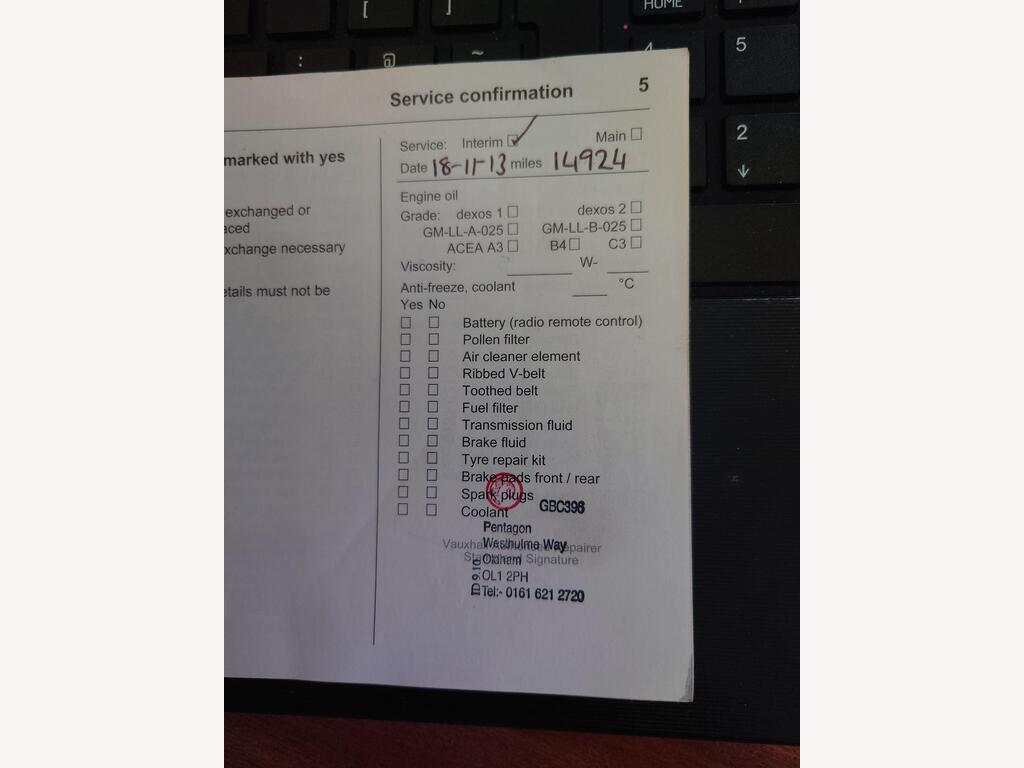 [ ]
HOME
: @ ~
4 5
2
Service confirmation 5
marked with yes
exchanged or
aced
xchange necessary
etails must not be
Service: Interim Main
Date 18-11-13 miles 14924
Engine oil
Grade: dexos 1 dexos 2
GM-LL-A-025 GM-LL-B-025
ACEA A3 B4 C3
Viscosity: W-
Anti-freeze, coolant °C
Yes No
Battery (radio remote control)
Pollen filter
Air cleaner element
Ribbed V-belt
Toothed belt
Fuel filter
Transmission fluid
Brake fluid
Tyre repair kit
Brake pads front / rear
Spark plugs
Coolant
GBC396
Pentagon
Westhulme Way
Oldham
OL1 2PH
Tel:- 0161 621 2720
Vauxhall Repairer
Signature